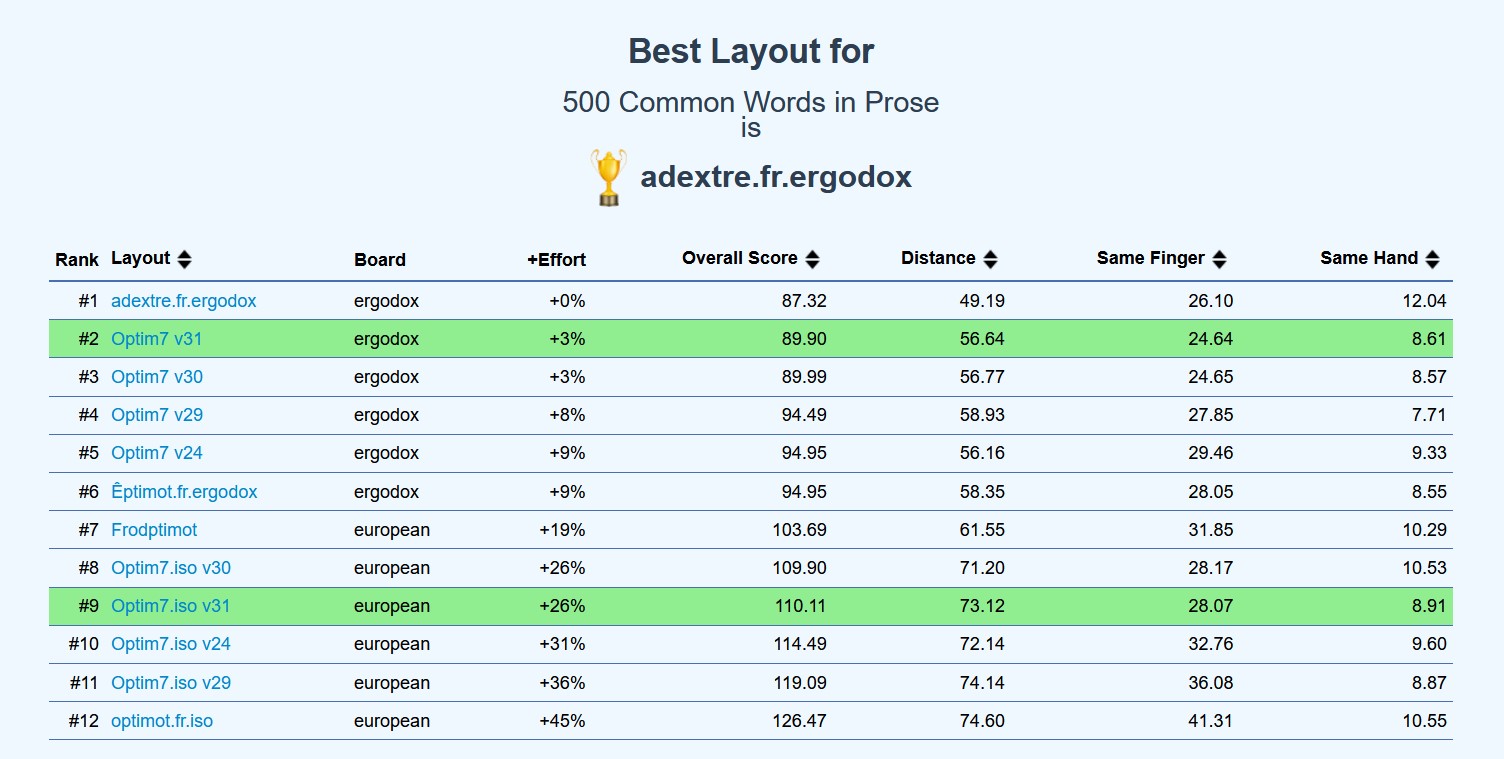 Best Layout for
500 Common Words in Prose
is
adextre.fr.ergodox
Rank Layout Board +Effort Overall Score Distance Same Finger Same Hand
#1 adextre.fr.ergodox ergodox +0% 87.32 49.19 26.10 12.04
#2 Optim7 v31 ergodox +3% 89.90 56.64 24.64 8.61
#3 Optim7 v30 ergodox +3% 89.99 56.77 24.65 8.57
#4 Optim7 v29 ergodox +8% 94.49 58.93 27.85 7.71
#5 Optim7 v24 ergodox +9% 94.95 56.16 29.46 9.33
#6 Êptimot.fr.ergodox ergodox +9% 94.95 58.35 28.05 8.55
#7 Frodptimot european +19% 103.69 61.55 31.85 10.29
#8 Optim7.iso v30 european +26% 109.90 71.20 28.17 10.53
#9 Optim7.iso v31 european +26% 110.11 73.12 28.07 8.91
#10 Optim7.iso v24 european +31% 114.49 72.14 32.76 9.60
#11 Optim7.iso v29 european +36% 119.09 74.14 36.08 8.87
#12 optimot.fr.iso european +45% 126.47 74.60 41.31 10.55